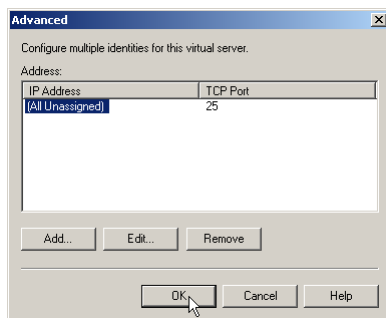 Advanced
Configure multiple identities for this virtual server.
Address:
IP Address TCP Port
(All Unassigned) 25
Add... Edit... Remove
OK Cancel Help